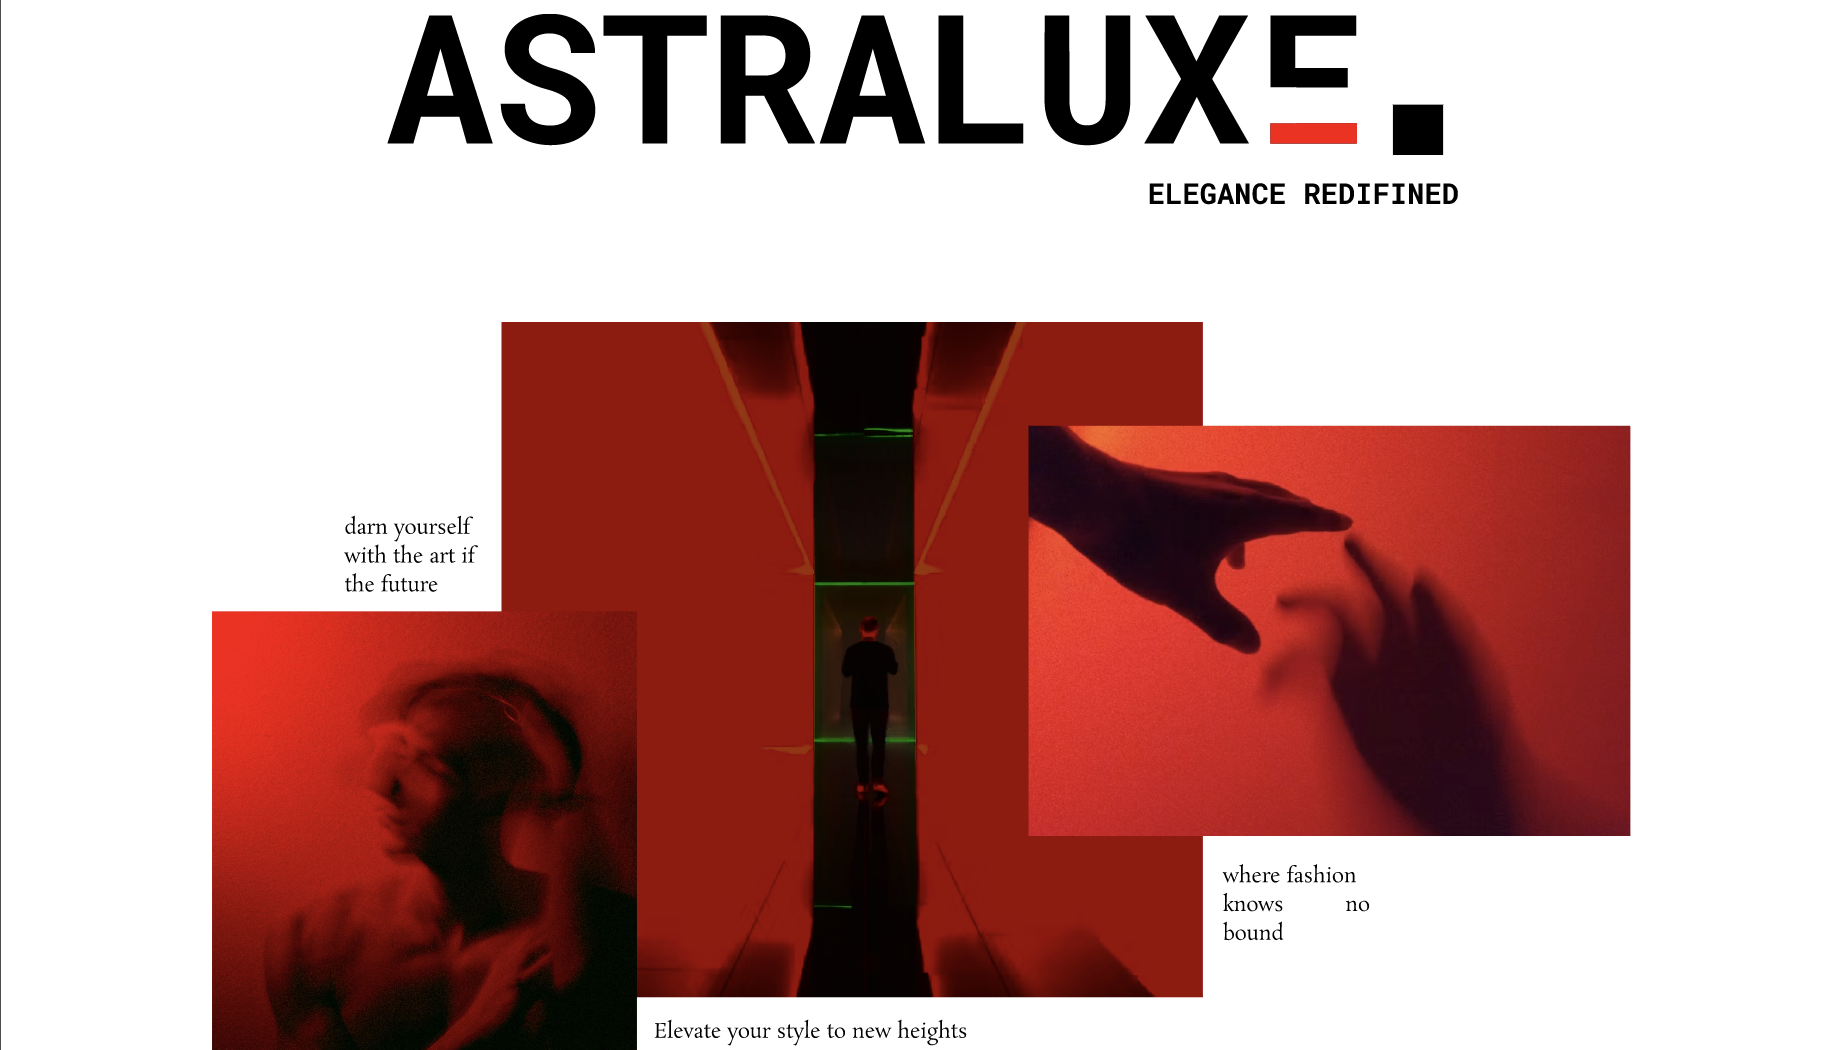 ASTRALUXE.
ELEGANCE REDIFINED
darn yourself
with the art if
the future
where fashion
knows no
bound
Elevate your style to new heights